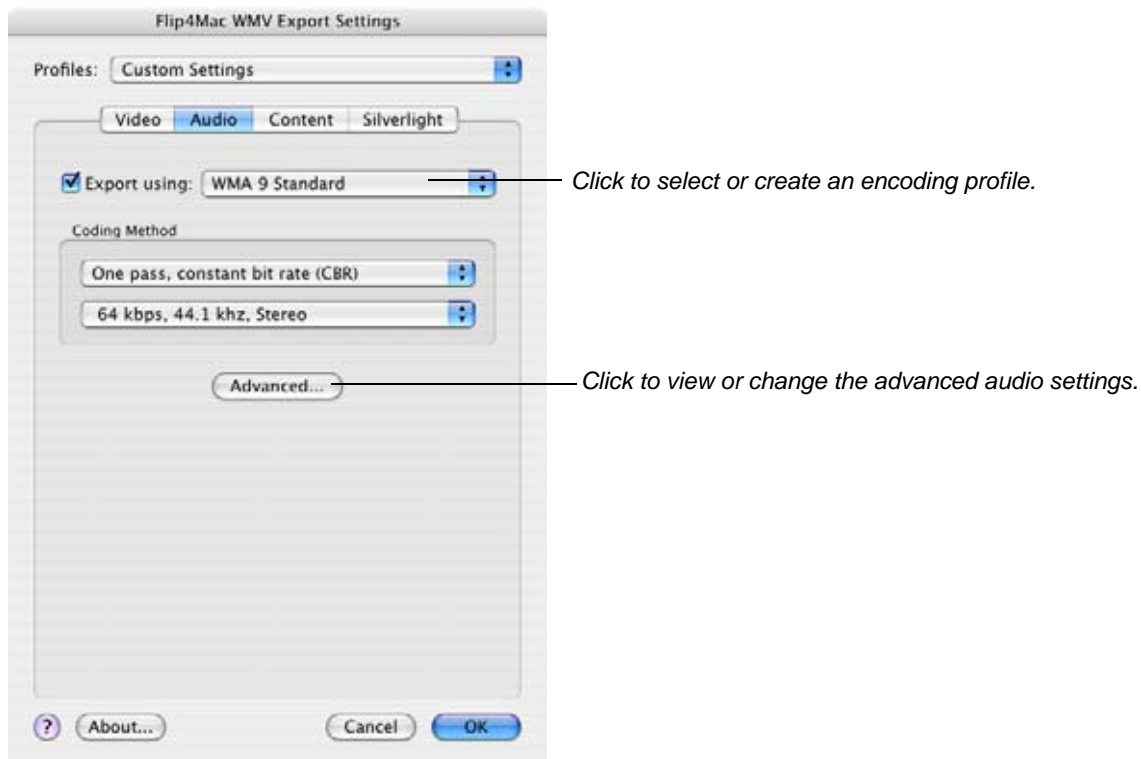 Flip4Mac WMV Export Settings
Profiles: Custom Settings
Video Audio Content Silverlight
Export using: WMA 9 Standard
Click to select or create an encoding profile.
Coding Method
One pass, constant bit rate (CBR)
64 kbps, 44.1 khz, Stereo
Advanced...
Click to view or change the advanced audio settings.
? About... Cancel OK